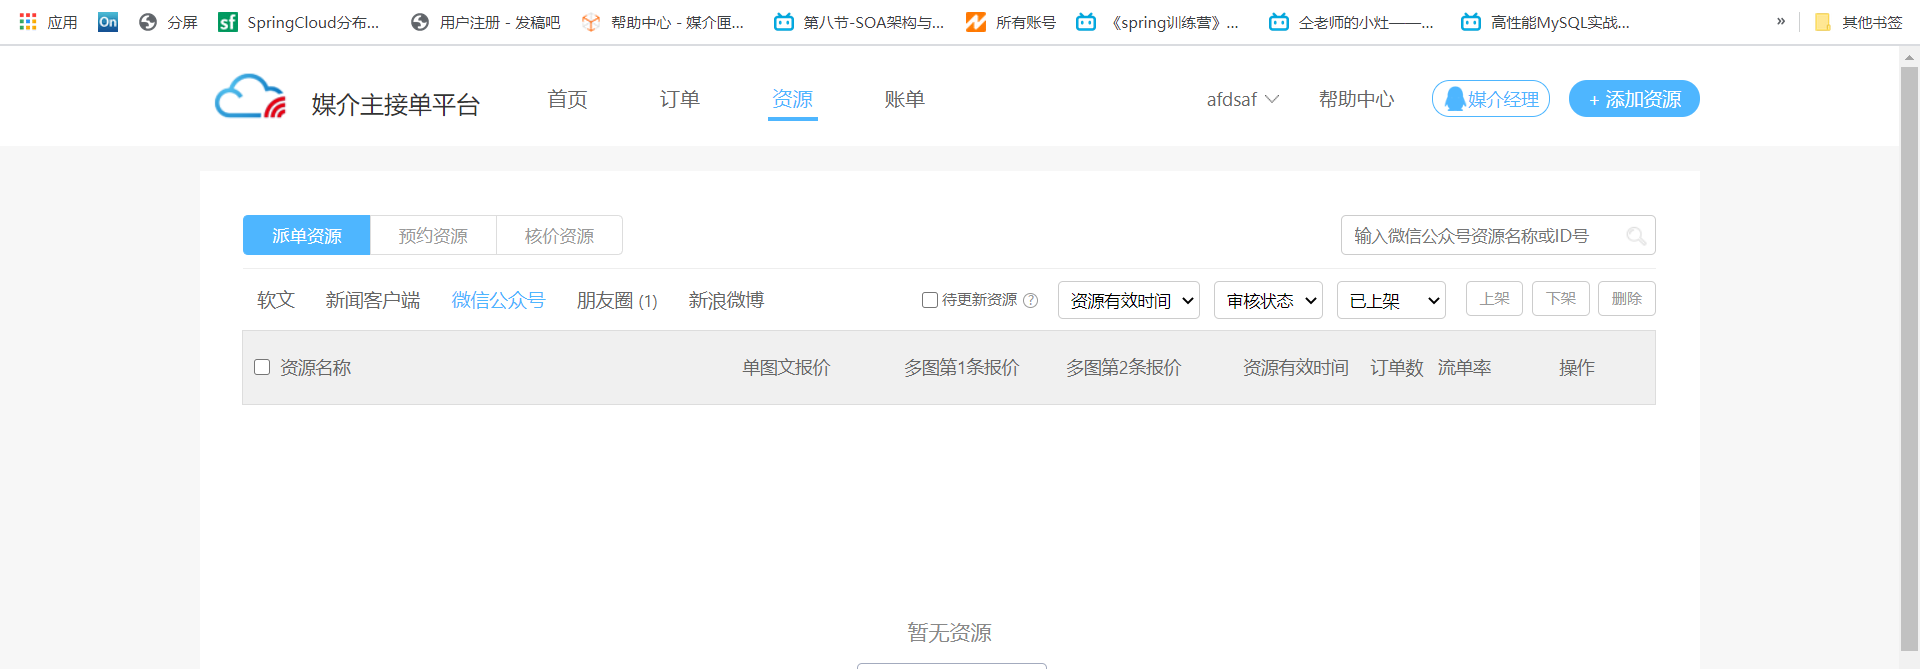 应用 On 分屏 sf SpringCloud分布... 用户注册 - 发稿吧 帮助中心 - 媒介匣... 第八节-SOA架构与... 所有账号 《spring训练营》... 仝老师的小灶——... 高性能MySQL实战... » 其他书签
媒介主接单平台 首页 订单 资源 账单 afdsaf 帮助中心 媒介经理 + 添加资源
派单资源 预约资源 核价资源 输入微信公众号资源名称或ID号
软文 新闻客户端 微信公众号 朋友圈 (1) 新浪微博 待更新资源 ? 资源有效时间 审核状态 已上架 上架 下架 删除
资源名称 单图文报价 多图第1条报价 多图第2条报价 资源有效时间 订单数 流单率 操作
暂无资源